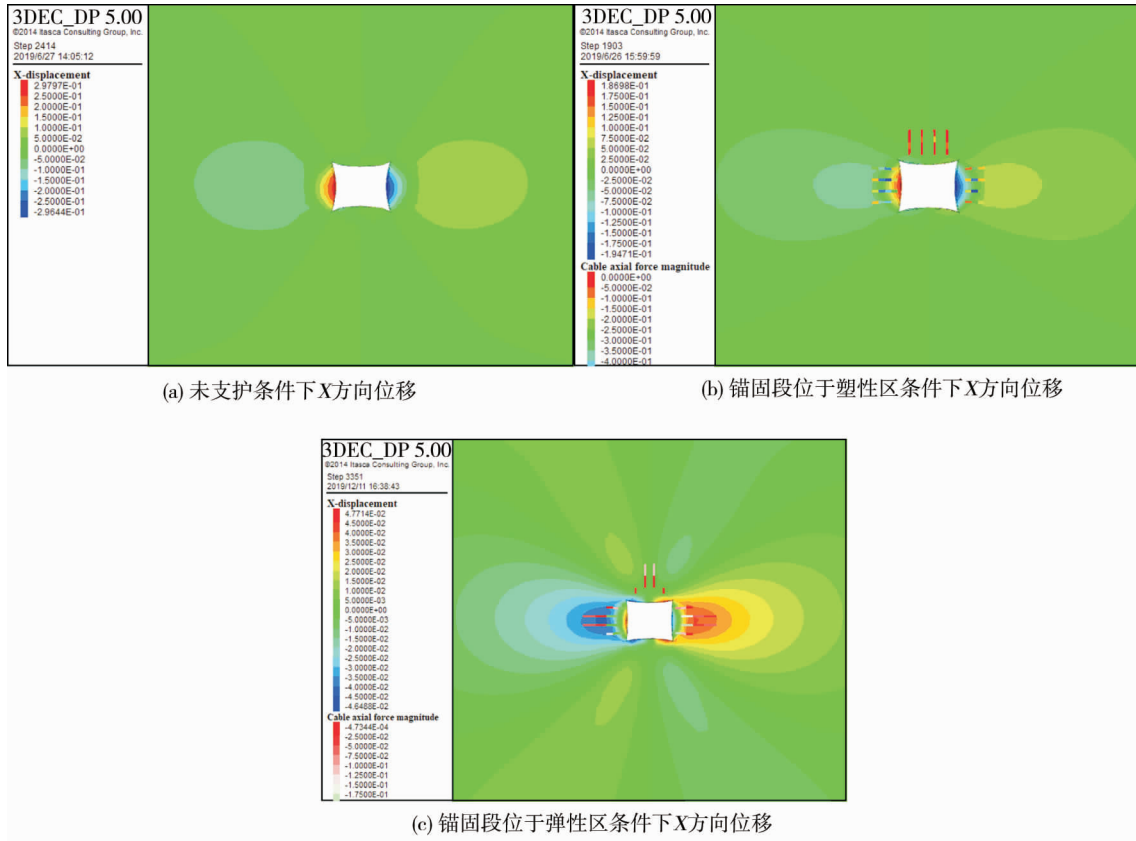 3DEC_DP 5.00
©2014 Itasca Consulting Group, Inc.
Step 2414
2019/6/27 14:05:12
X-displacement
2.9797E-01
2.5000E-01
2.0000E-01
1.5000E-01
1.0000E-01
5.0000E-02
0.0000E+00
-5.0000E-02
-1.0000E-01
-1.5000E-01
-2.0000E-01
-2.5000E-01
-2.9644E-01
(a) 未支护条件下X方向位移
3DEC_DP 5.00
©2014 Itasca Consulting Group, Inc.
Step 1903
2019/6/26 15:59:59
X-displacement
1.8698E-01
1.7500E-01
1.5000E-01
1.2500E-01
1.0000E-01
7.5000E-02
5.0000E-02
2.5000E-02
0.0000E+00
-2.5000E-02
-5.0000E-02
-7.5000E-02
-1.0000E-01
-1.2500E-01
-1.5000E-01
-1.7500E-01
-1.9471E-01
Cable axial force magnitude
0.0000E+00
-5.0000E-02
-1.0000E-01
-1.5000E-01
-2.0000E-01
-2.5000E-01
-3.0000E-01
-3.5000E-01
-4.0000E-01
(b) 锚固段位于塑性区条件下X方向位移
3DEC_DP 5.00
©2014 Itasca Consulting Group, Inc.
Step 3351
2019/12/11 16:38:43
X-displacement
4.7714E-02
4.5000E-02
4.0000E-02
3.5000E-02
3.0000E-02
2.5000E-02
2.0000E-02
1.5000E-02
1.0000E-02
5.0000E-03
0.0000E+00
-5.0000E-03
-1.0000E-02
-1.5000E-02
-2.0000E-02
-2.5000E-02
-3.0000E-02
-3.5000E-02
-4.0000E-02
-4.5000E-02
-4.6488E-02
Cable axial force magnitude
-4.7344E-04
-2.5000E-02
-5.0000E-02
-7.5000E-02
-1.0000E-01
-1.2500E-01
-1.5000E-01
-1.7500E-01
(c) 锚固段位于弹性区条件下X方向位移